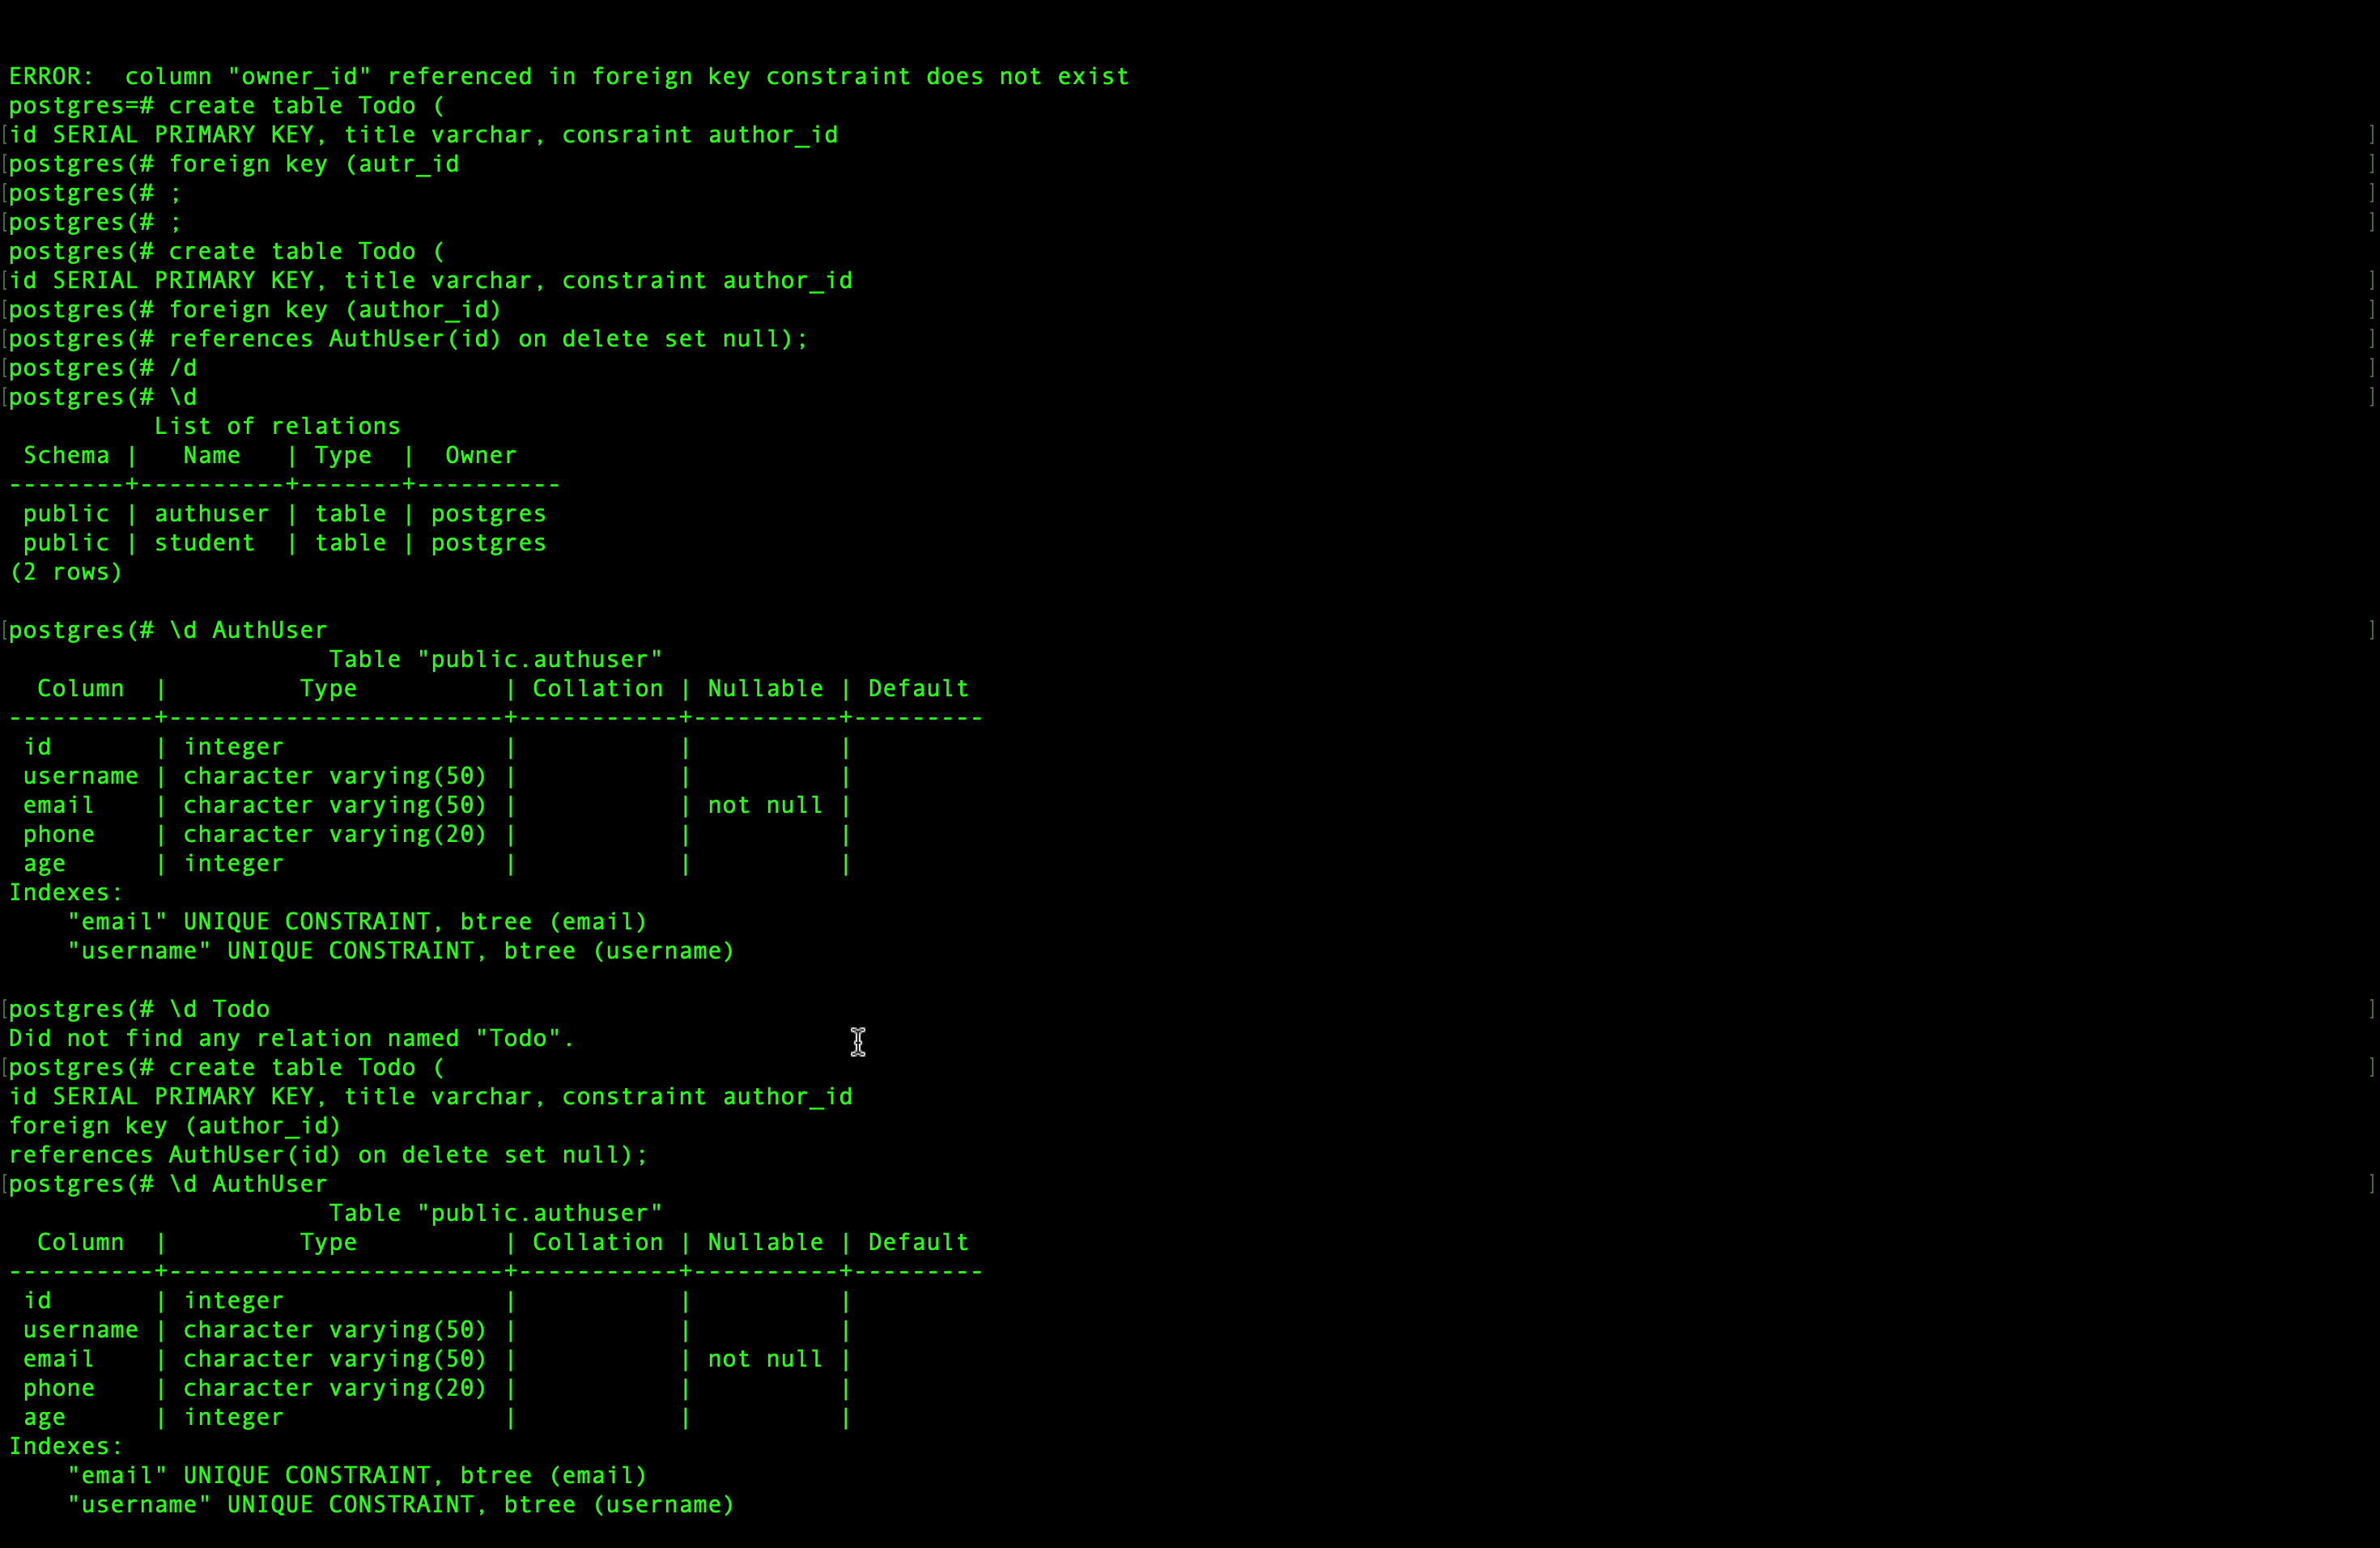 ERROR:  column "owner_id" referenced in foreign key constraint does not exist
postgres=# create table Todo (
[id SERIAL PRIMARY KEY, title varchar, consraint author_id ]
[postgres(# foreign key (autr_id ]
[postgres(# ; ]
[postgres(# ; ]
postgres(# create table Todo (
[id SERIAL PRIMARY KEY, title varchar, constraint author_id ]
[postgres(# foreign key (author_id) ]
[postgres(# references AuthUser(id) on delete set null); ]
[postgres(# /d ]
[postgres(# \d ]
          List of relations
 Schema |   Name   | Type  |  Owner
--------+----------+-------+----------
 public | authuser | table | postgres
 public | student  | table | postgres
(2 rows)
[postgres(# \d AuthUser ]
                      Table "public.authuser"
  Column  |         Type          | Collation | Nullable | Default
----------+-----------------------+-----------+----------+---------
 id       | integer               |           |          |
 username | character varying(50) |           |          |
 email    | character varying(50) |           | not null |
 phone    | character varying(20) |           |          |
 age      | integer               |           |          |
Indexes:
    "email" UNIQUE CONSTRAINT, btree (email)
    "username" UNIQUE CONSTRAINT, btree (username)
[postgres(# \d Todo ]
Did not find any relation named "Todo".
[postgres(# create table Todo ( ]
id SERIAL PRIMARY KEY, title varchar, constraint author_id
foreign key (author_id)
references AuthUser(id) on delete set null);
[postgres(# \d AuthUser ]
                      Table "public.authuser"
  Column  |         Type          | Collation | Nullable | Default
----------+-----------------------+-----------+----------+---------
 id       | integer               |           |          |
 username | character varying(50) |           |          |
 email    | character varying(50) |           | not null |
 phone    | character varying(20) |           |          |
 age      | integer               |           |          |
Indexes:
    "email" UNIQUE CONSTRAINT, btree (email)
    "username" UNIQUE CONSTRAINT, btree (username)